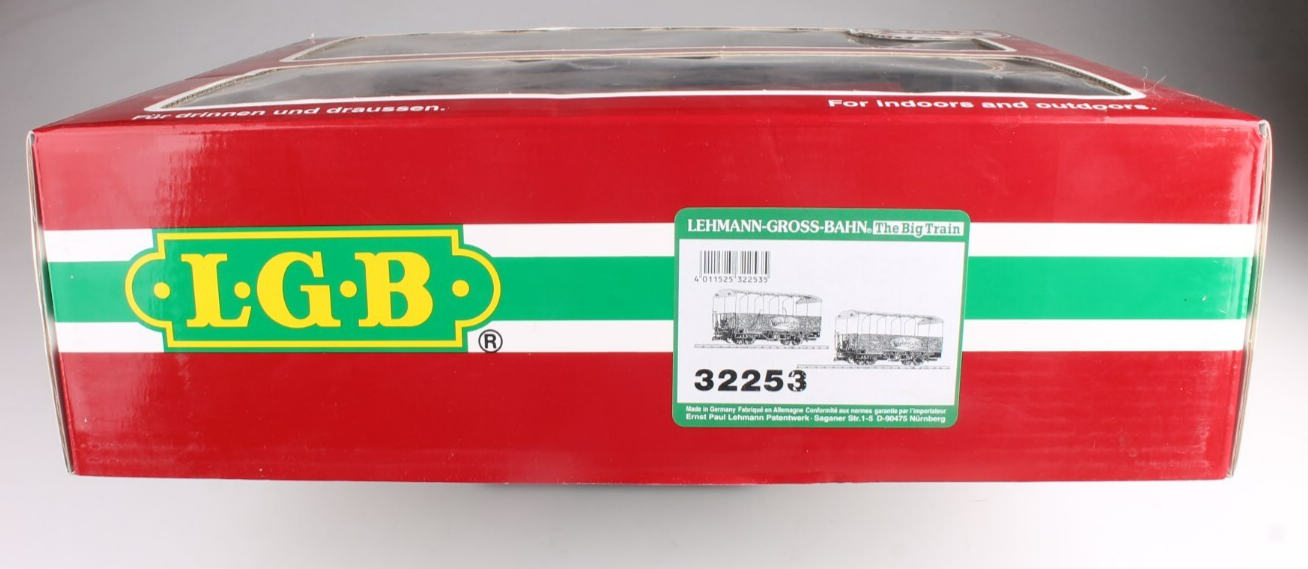 Für drinnen und draussen.
For indoors and outdoors.
L·G·B
®
LEHMANN-GROSS-BAHN® The Big Train
4 011525 322535
32253
Made in Germany Fabriqué en Allemagne Conformité aux normes garantie par l'importateur
Ernst Paul Lehmann Patentwerk · Saganer Str.1-5 D-90475 Nürnberg